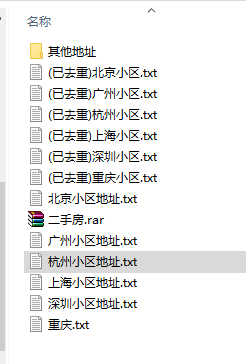 名称
其他地址
(已去重)北京小区.txt
(已去重)广州小区.txt
(已去重)杭州小区.txt
(已去重)上海小区.txt
(已去重)深圳小区.txt
(已去重)重庆小区.txt
北京小区地址.txt
二手房.rar
广州小区地址.txt
杭州小区地址.txt
上海小区地址.txt
深圳小区地址.txt
重庆.txt